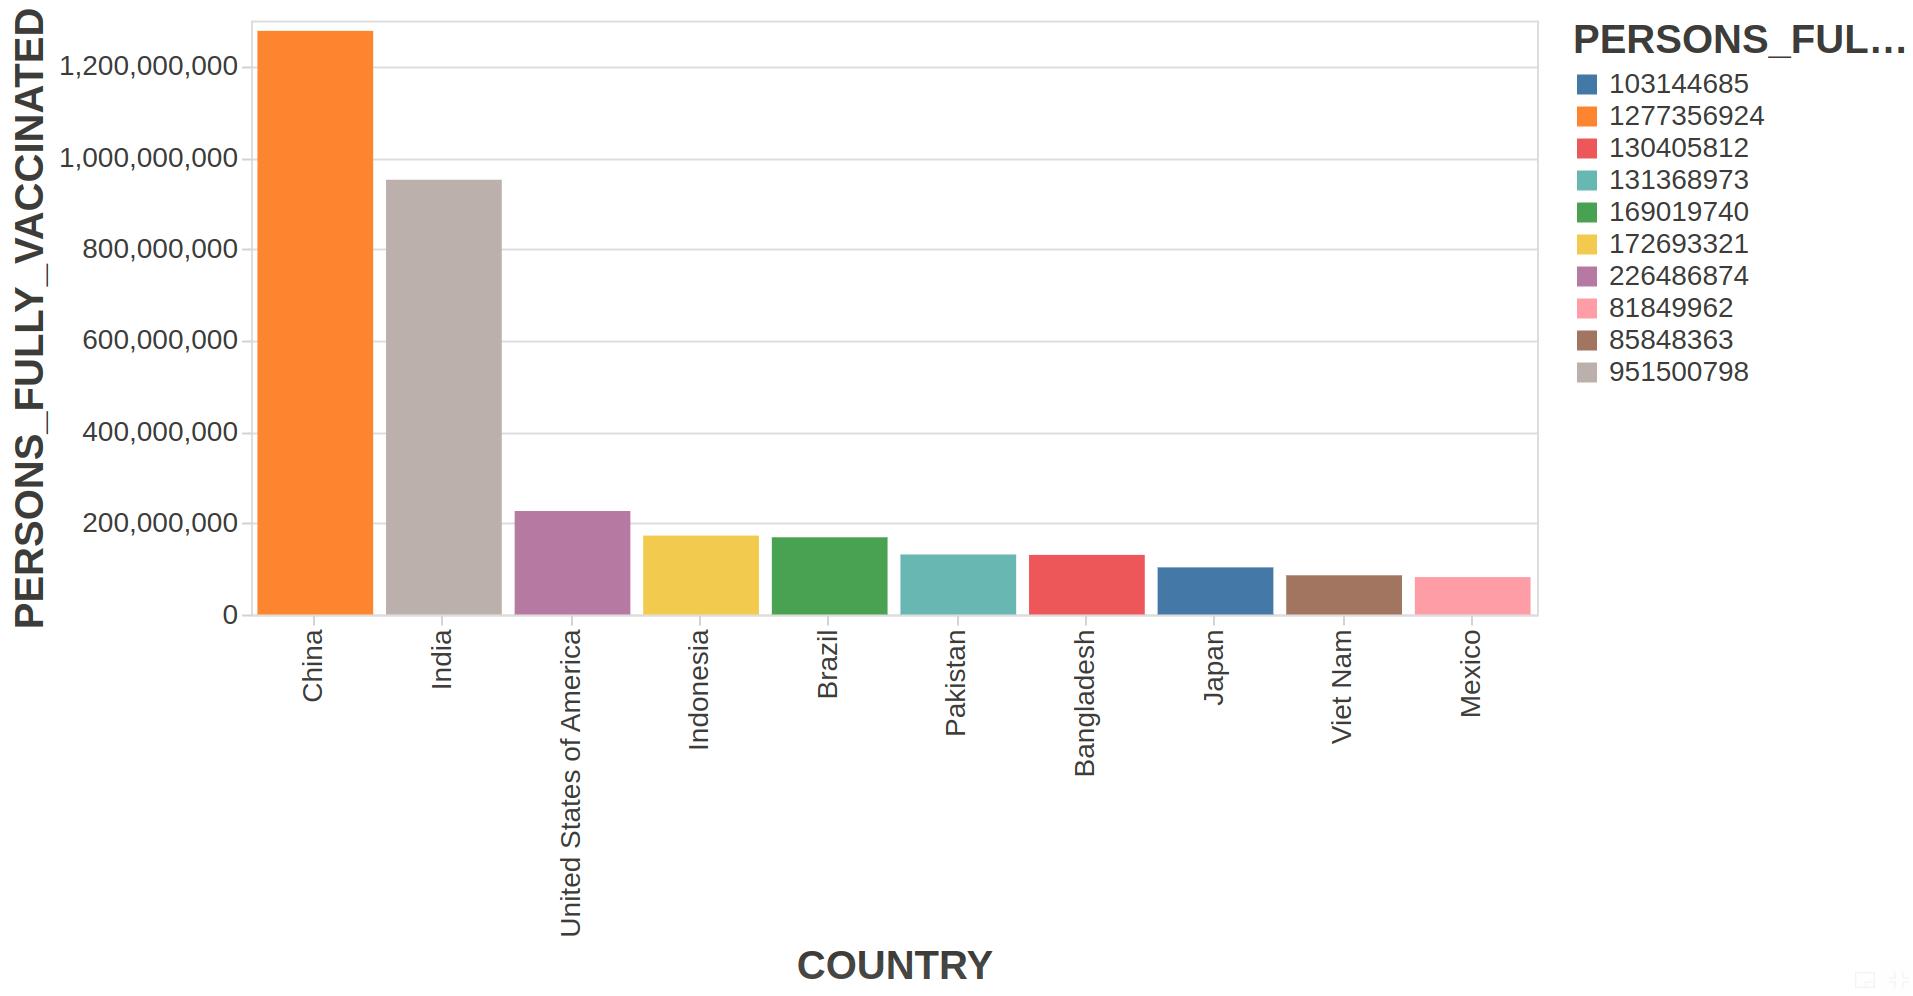 PERSONS_FULLY_VACCINATED
1,200,000,000
1,000,000,000
800,000,000
600,000,000
400,000,000
200,000,000
0
China
India
United States of America
Indonesia
Brazil
Pakistan
Bangladesh
Japan
Viet Nam
Mexico
COUNTRY
PERSONS_FUL...
103144685
1277356924
130405812
131368973
169019740
172693321
226486874
81849962
85848363
951500798